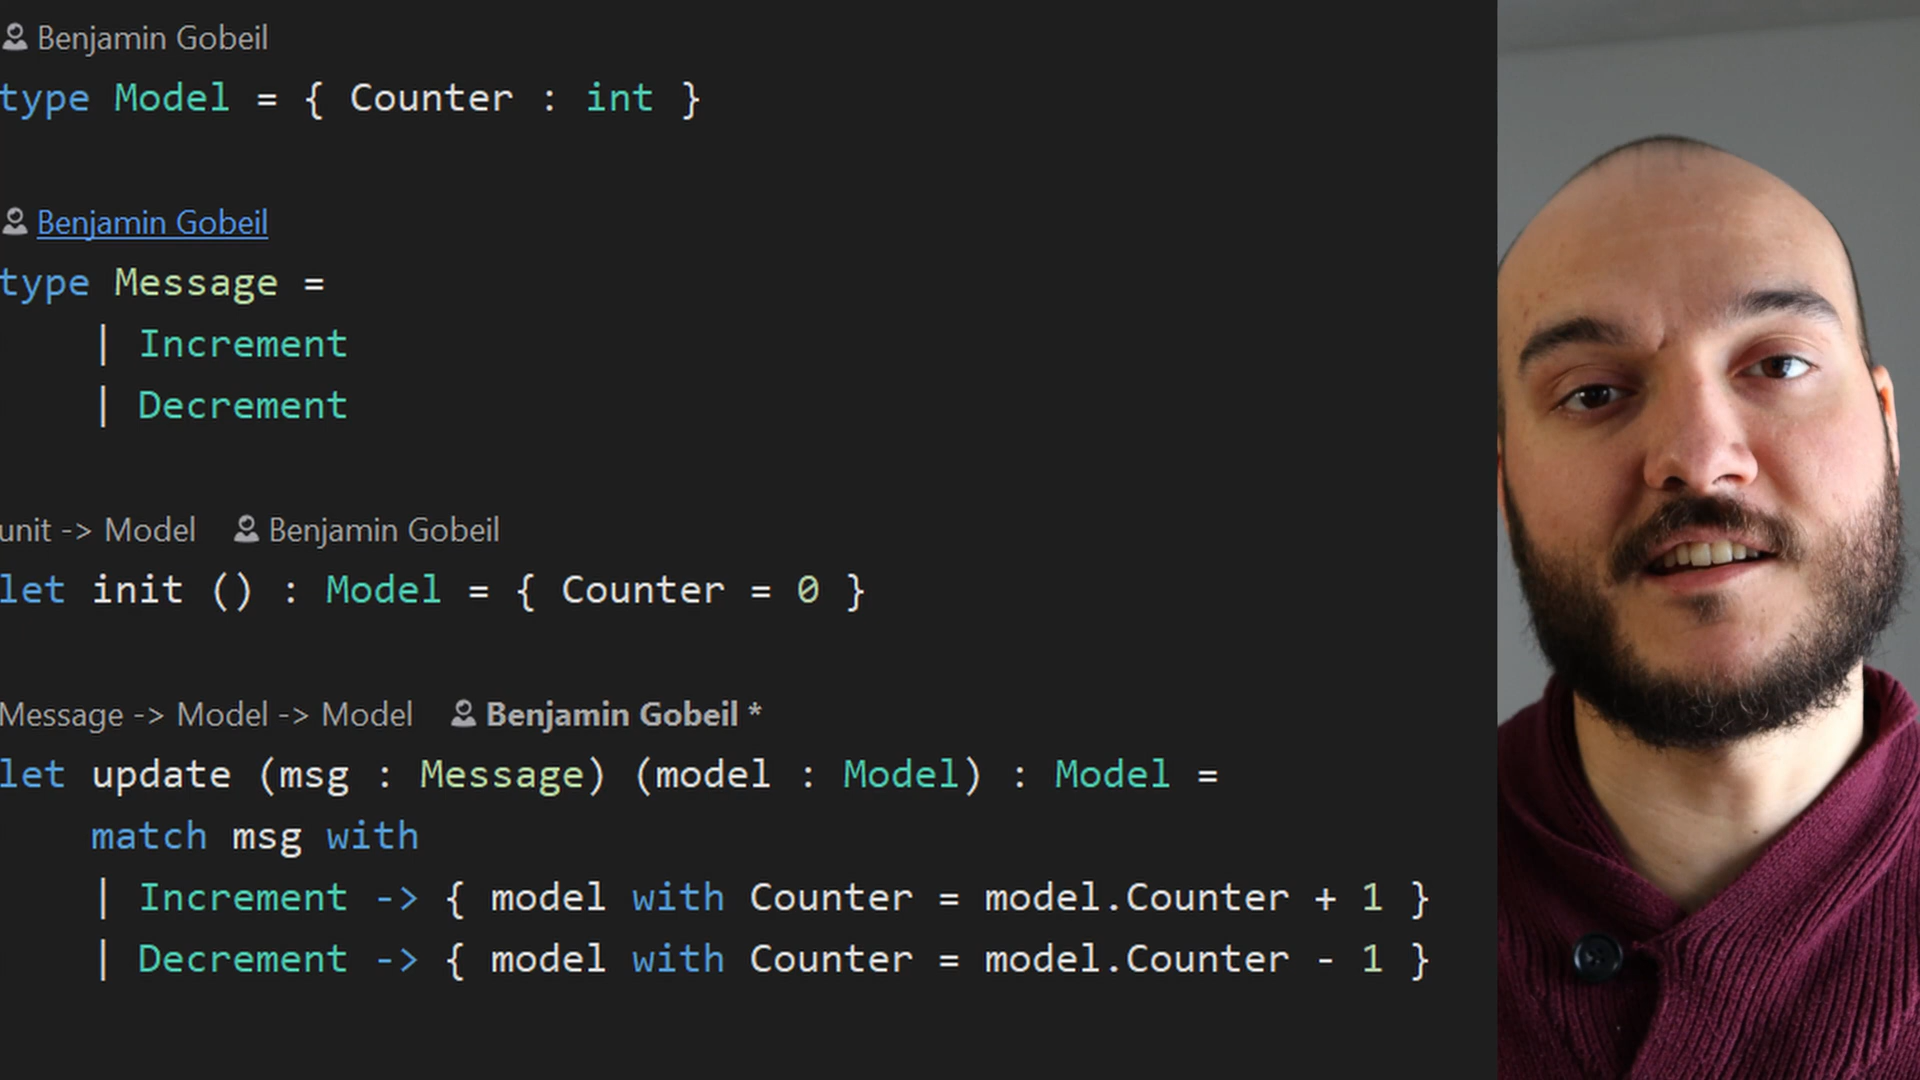 Benjamin Gobeil
type Model = { Counter : int }
Benjamin Gobeil
type Message =
| Increment
| Decrement
unit -> Model Benjamin Gobeil
let init () : Model = { Counter = 0 }
Message -> Model -> Model Benjamin Gobeil *
let update (msg : Message) (model : Model) : Model =
match msg with
| Increment -> { model with Counter = model.Counter + 1 }
| Decrement -> { model with Counter = model.Counter - 1 }